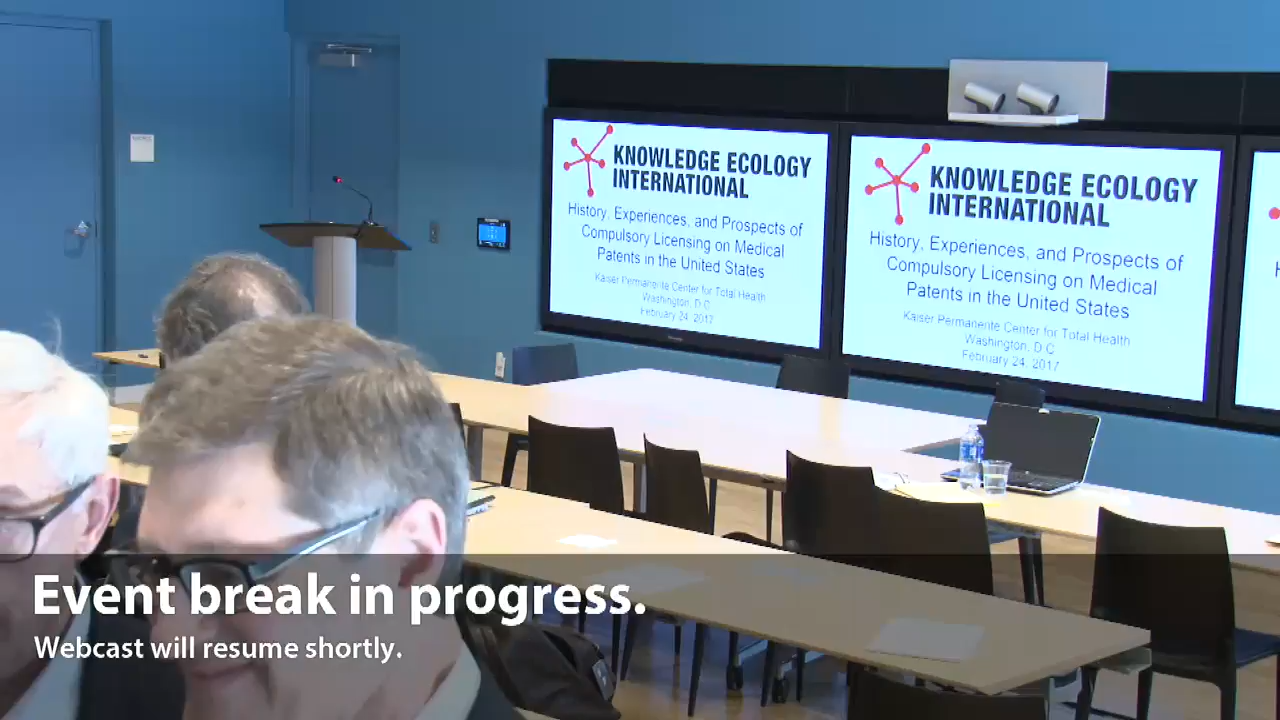 KNOWLEDGE ECOLOGY
INTERNATIONAL
History, Experiences, and Prospects of
Compulsory Licensing on Medical
Patents in the United States
Kaiser Permanente Center for Total Health
Washington, D.C.
February 24, 2017
KNOWLEDGE ECOLOGY
INTERNATIONAL
History, Experiences, and Prospects of
Compulsory Licensing on Medical
Patents in the United States
Kaiser Permanente Center for Total Health
Washington, D.C.
February 24, 2017
Event break in progress.
Webcast will resume shortly.